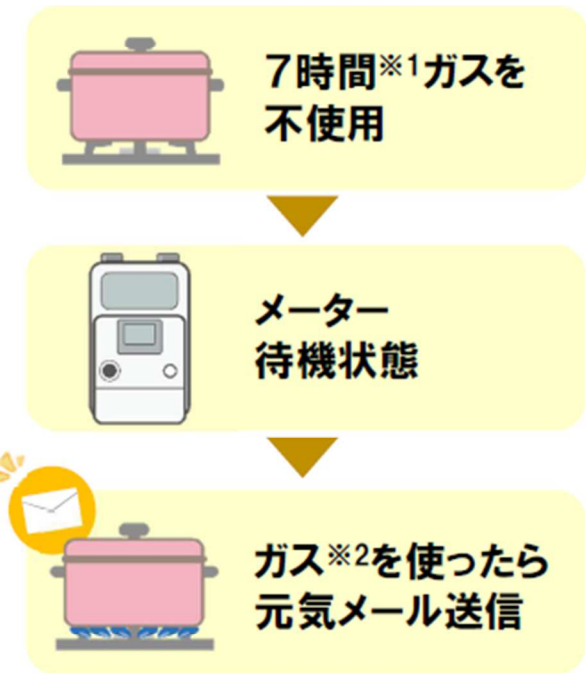 7時間※1ガスを
不使用
メーター
待機状態
ガス※2を使ったら
元気メール送信